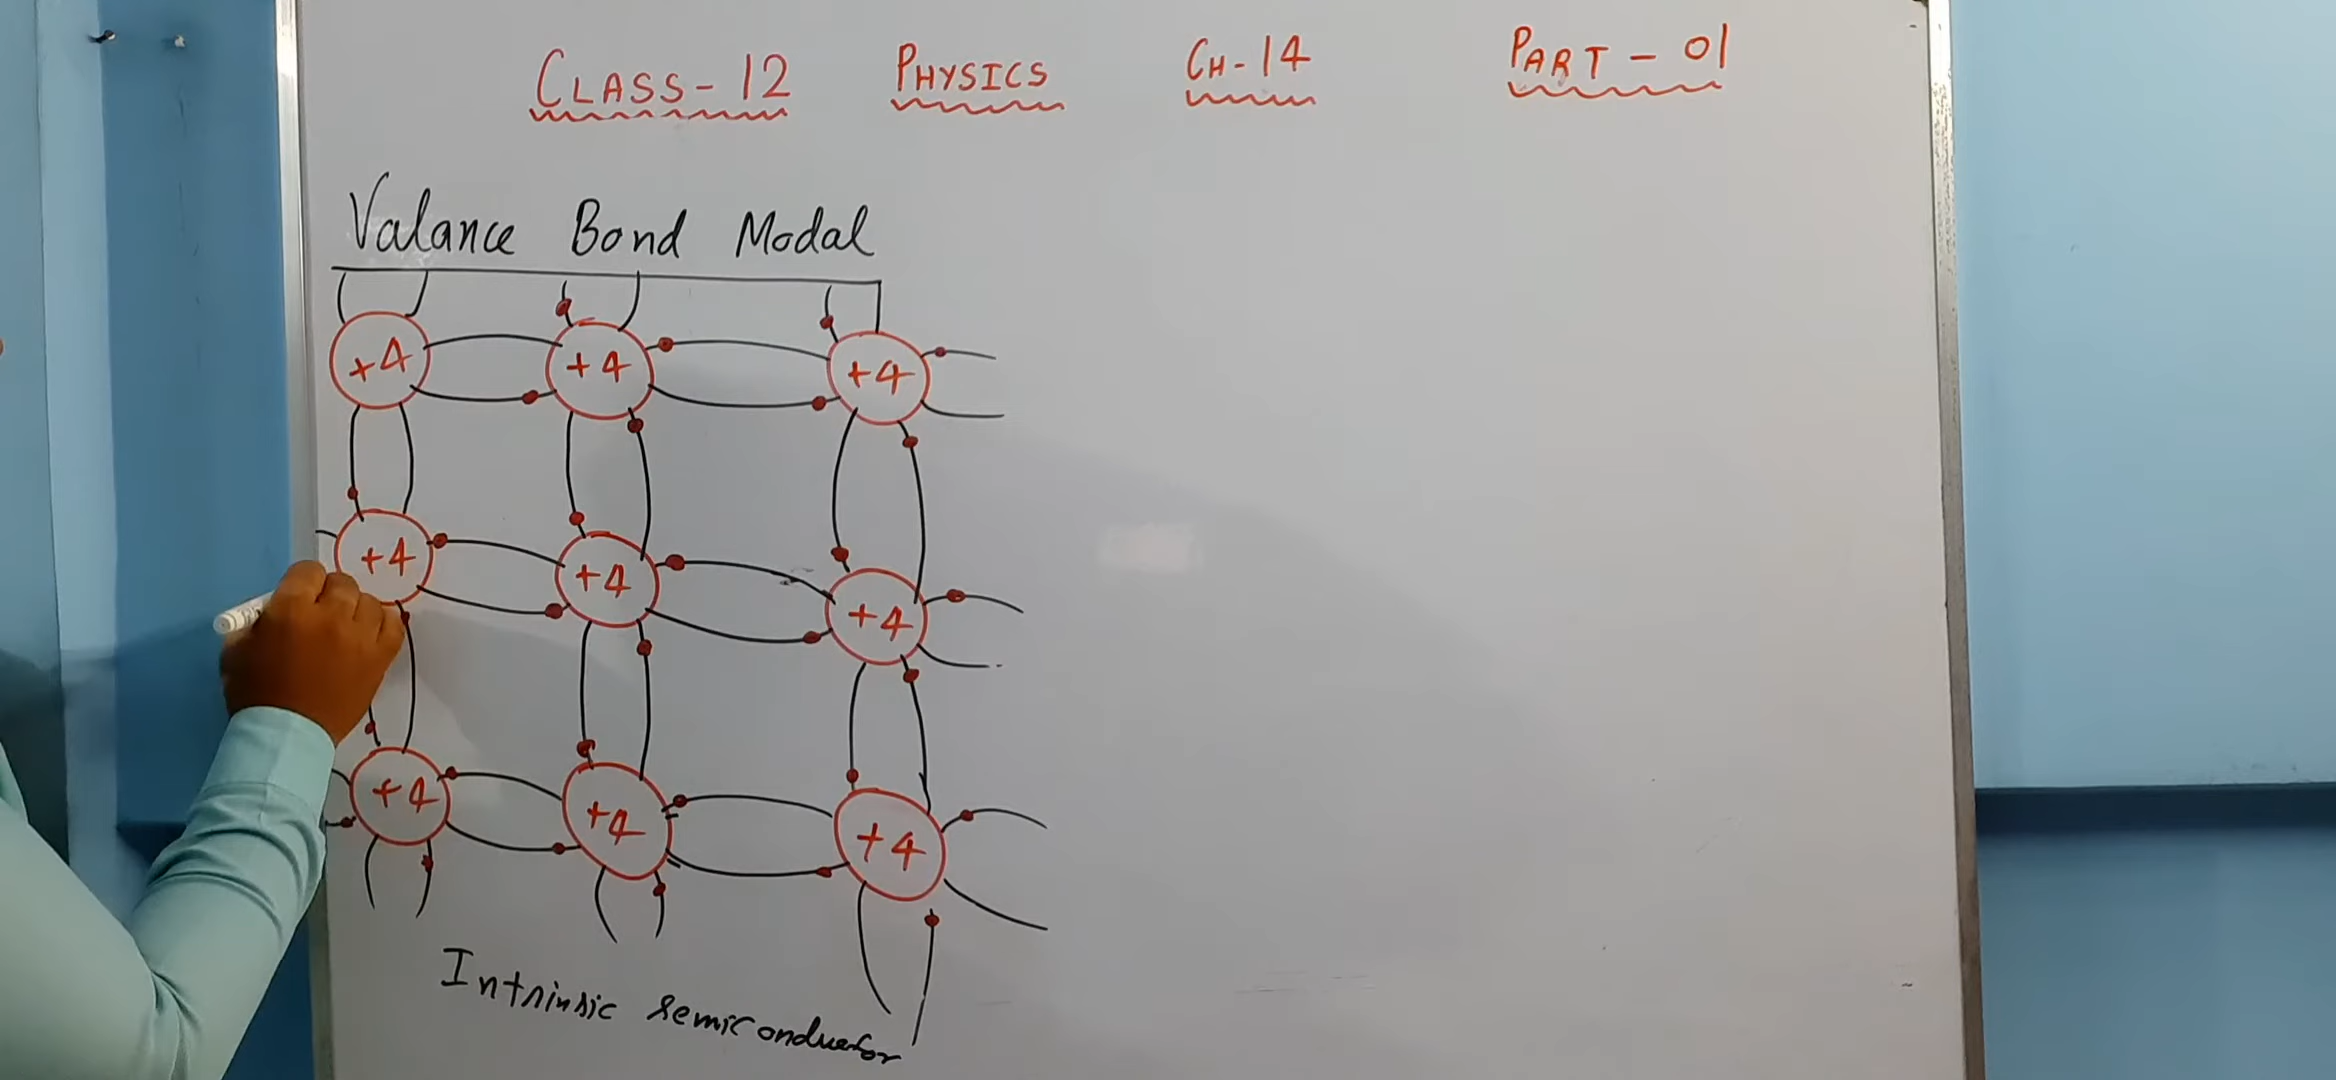 CLASS-12 PHYSICS CH-14 PART-01
Valance Bond Modal
+4 +4 +4
+4 +4 +4
+4 +4 +4
Intrinsic semiconductor